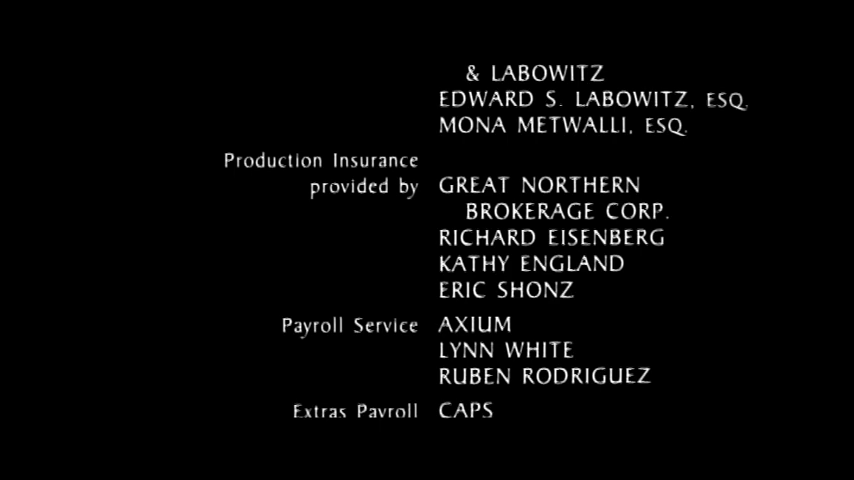 & LABOWITZ
EDWARD S. LABOWITZ, ESQ.
MONA METWALLI, ESQ.
Production Insurance
provided by GREAT NORTHERN
BROKERAGE CORP.
RICHARD EISENBERG
KATHY ENGLAND
ERIC SHONZ
Payroll Service AXIUM
LYNN WHITE
RUBEN RODRIGUEZ
Extras Payroll CAPS